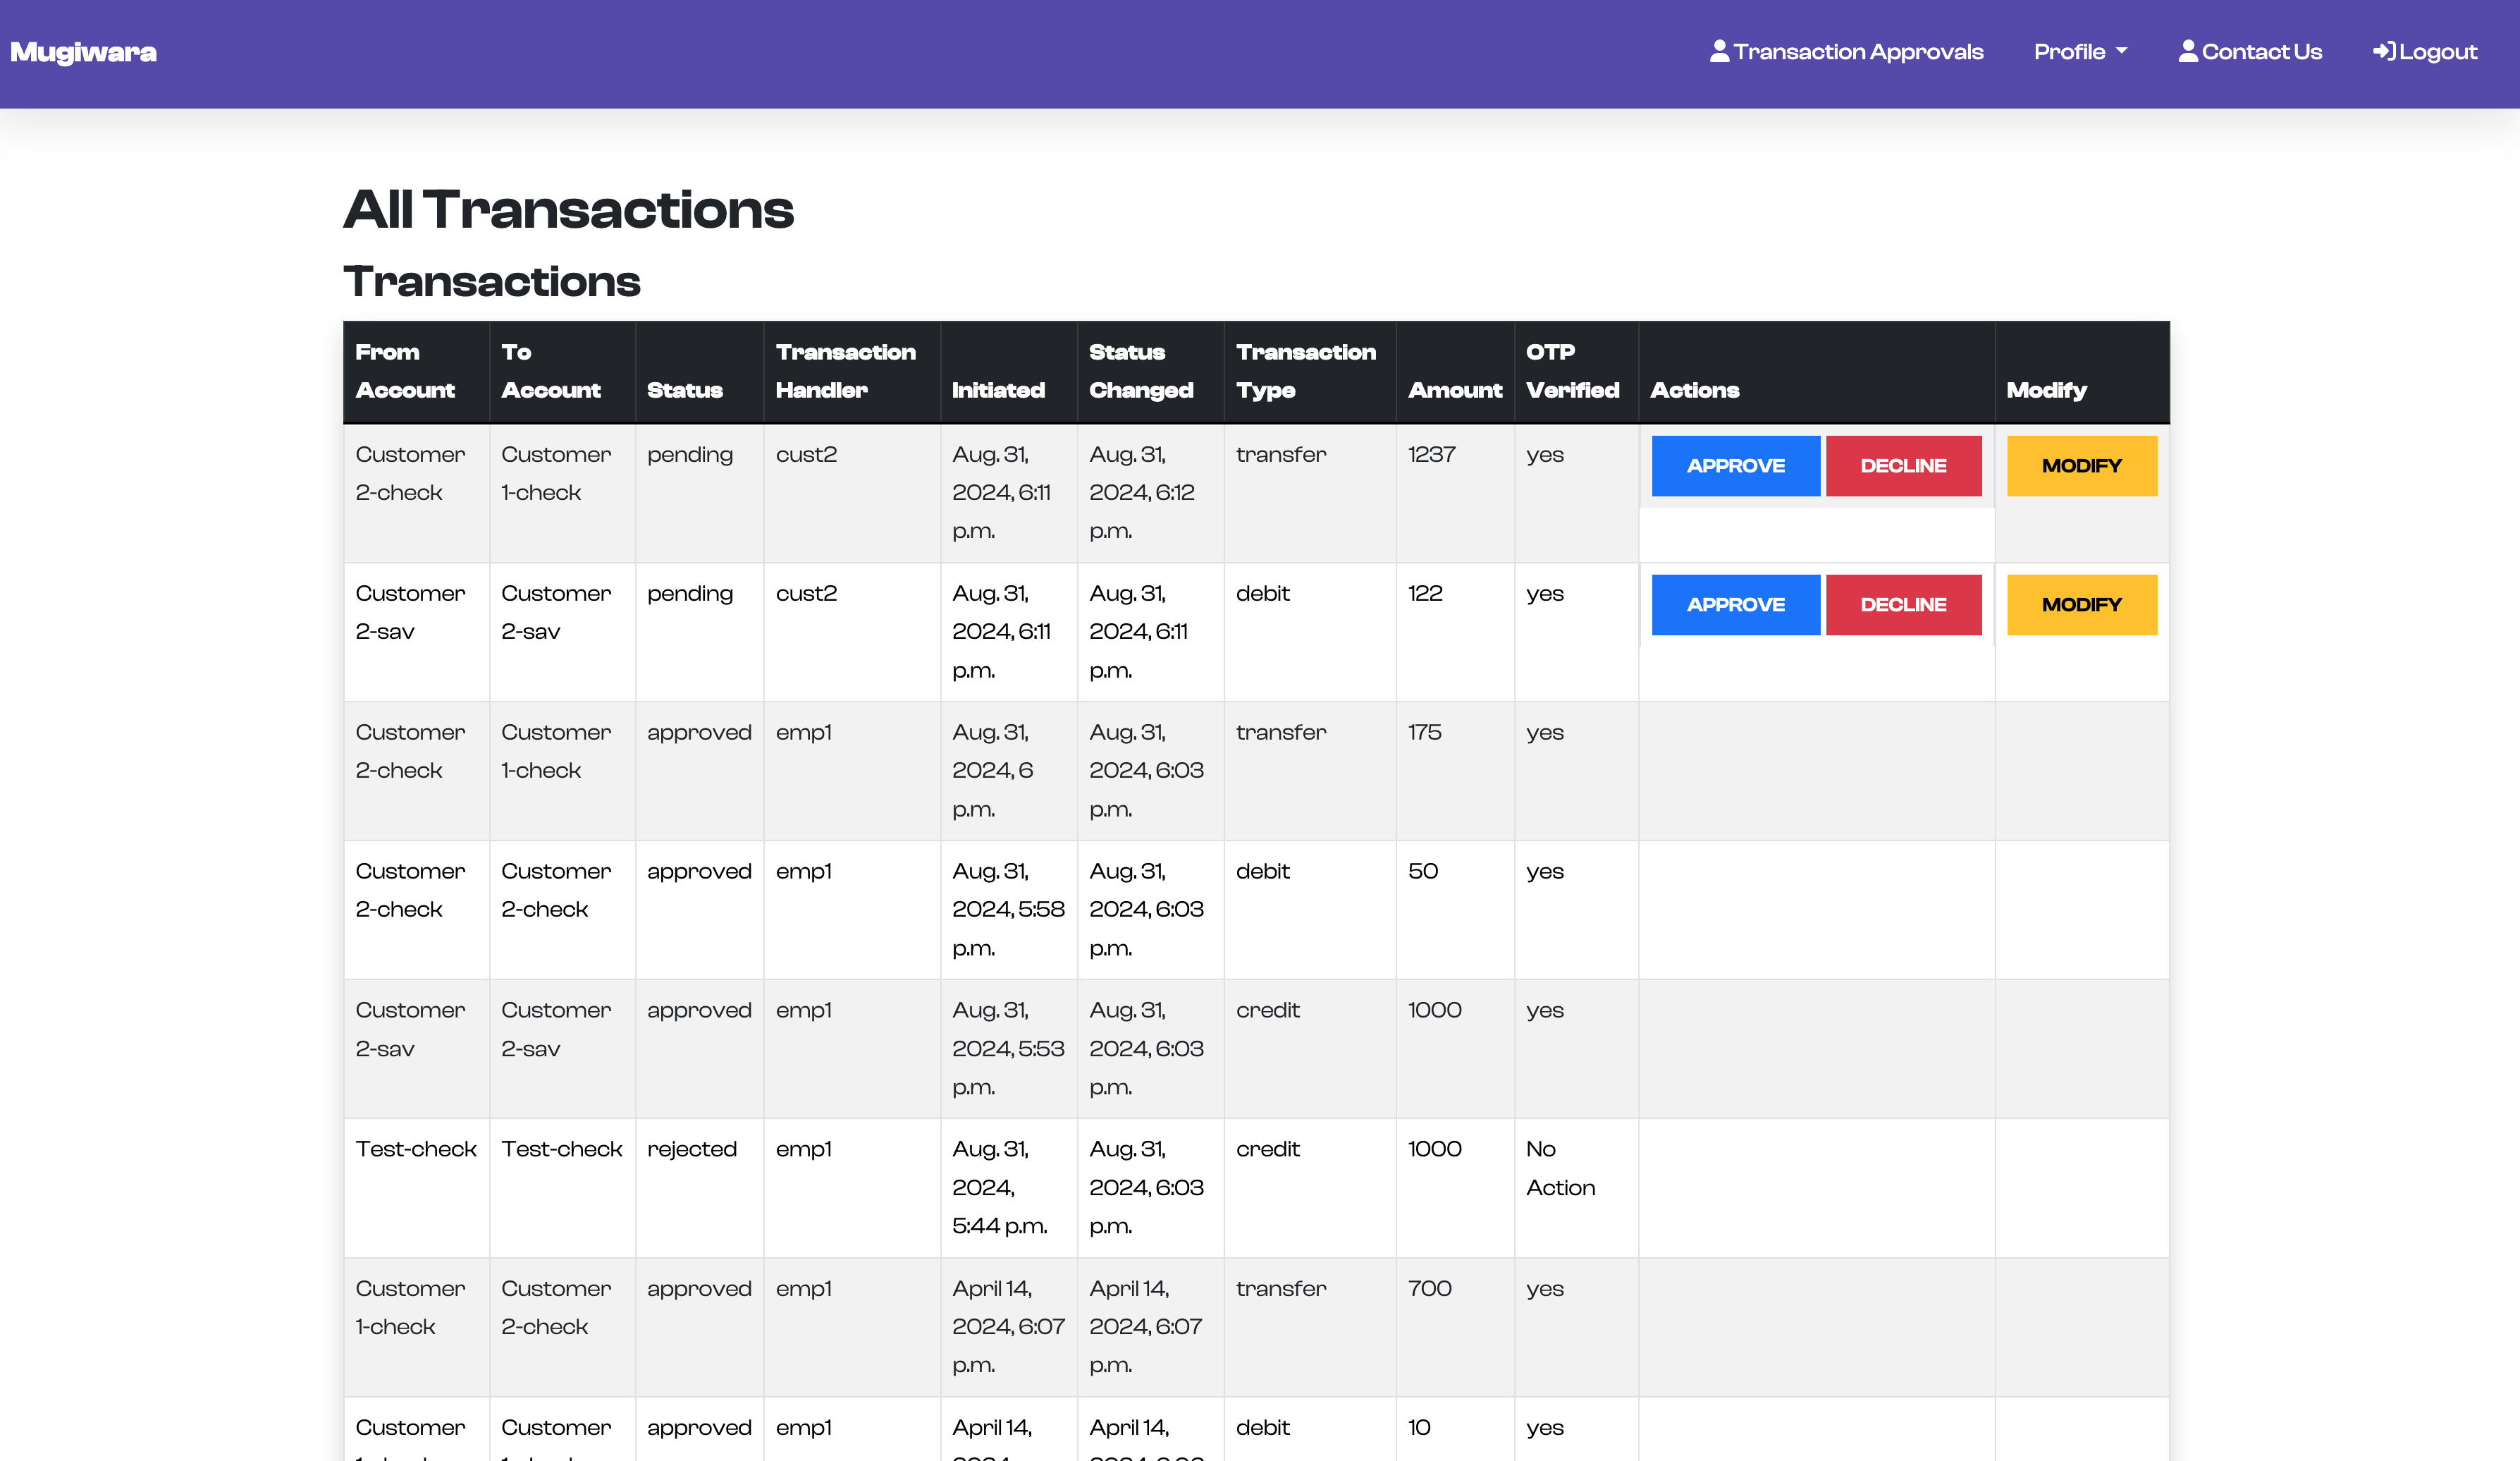 Mugiwara
Transaction Approvals Profile Contact Us Logout
All Transactions
Transactions
From Account To Account Status Transaction Handler Initiated Status Changed Transaction Type Amount OTP Verified Actions Modify
Customer 2-check Customer 1-check pending cust2 Aug. 31, 2024, 6:11 p.m. Aug. 31, 2024, 6:12 p.m. transfer 1237 yes APPROVE DECLINE MODIFY
Customer 2-sav Customer 2-sav pending cust2 Aug. 31, 2024, 6:11 p.m. Aug. 31, 2024, 6:11 p.m. debit 122 yes APPROVE DECLINE MODIFY
Customer 2-check Customer 1-check approved emp1 Aug. 31, 2024, 6 p.m. Aug. 31, 2024, 6:03 p.m. transfer 175 yes
Customer 2-check Customer 2-check approved emp1 Aug. 31, 2024, 5:58 p.m. Aug. 31, 2024, 6:03 p.m. debit 50 yes
Customer 2-sav Customer 2-sav approved emp1 Aug. 31, 2024, 5:53 p.m. Aug. 31, 2024, 6:03 p.m. credit 1000 yes
Test-check Test-check rejected emp1 Aug. 31, 2024, 5:44 p.m. Aug. 31, 2024, 6:03 p.m. credit 1000 No Action
Customer 1-check Customer 2-check approved emp1 April 14, 2024, 6:07 p.m. April 14, 2024, 6:07 p.m. transfer 700 yes
Customer Customer approved emp1 April 14, April 14, debit 10 yes